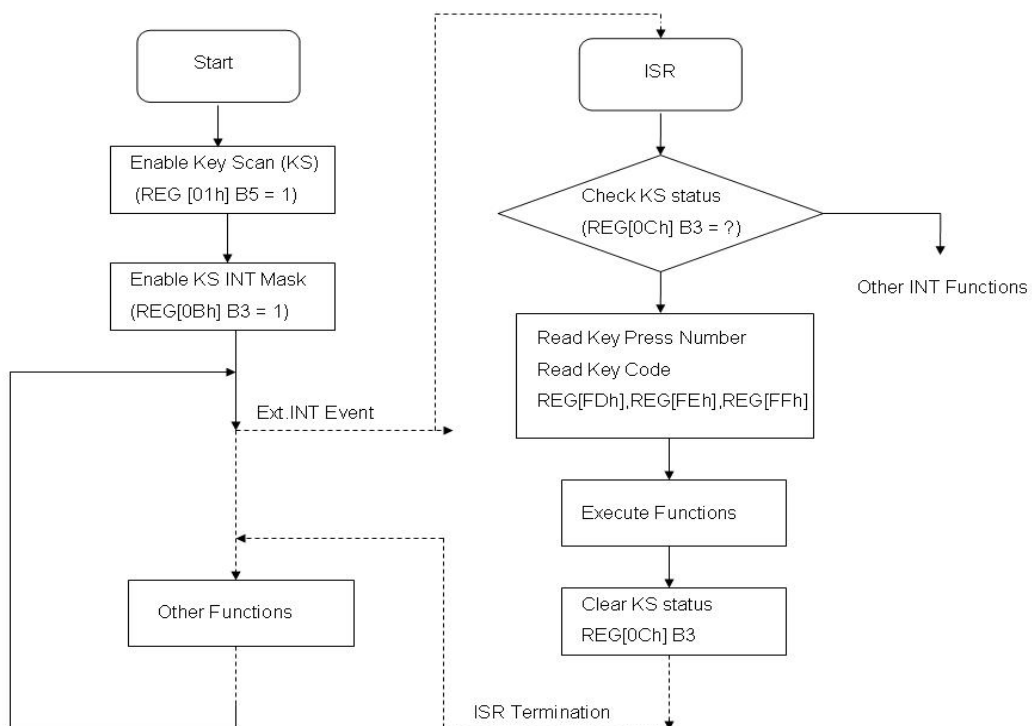 Start
Enable Key Scan (KS)
(REG [01h] B5 = 1)
Enable KS INT Mask
(REG[0Bh] B3 = 1)
Ext.INT Event
Other Functions
ISR
Check KS status
(REG[0Ch] B3 = ?)
Other INT Functions
Read Key Press Number
Read Key Code
REG[FDh],REG[FEh],REG[FFh]
Execute Functions
Clear KS status
REG[0Ch] B3
ISR Termination